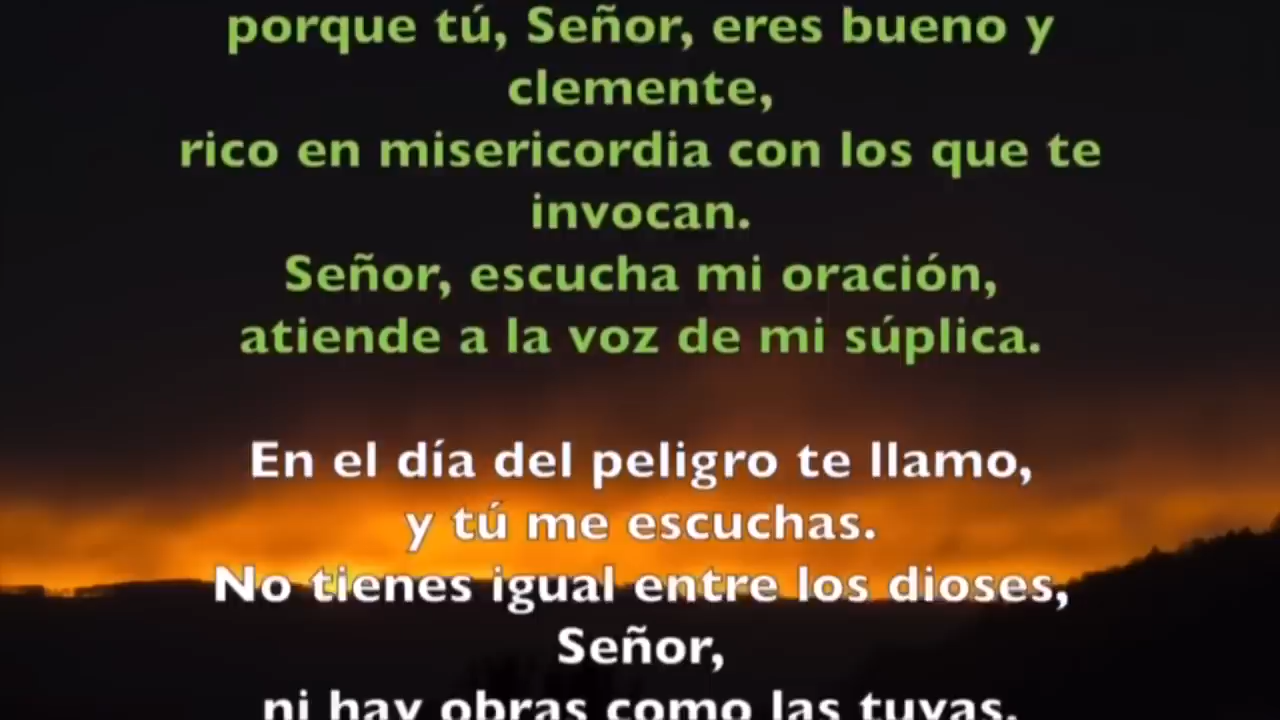 porque tú, Señor, eres bueno y
clemente,
rico en misericordia con los que te
invocan.
Señor, escucha mi oración,
atiende a la voz de mi súplica.
En el día del peligro te llamo,
y tú me escuchas.
No tienes igual entre los dioses,
Señor,
ni hay obras como las tuyas.